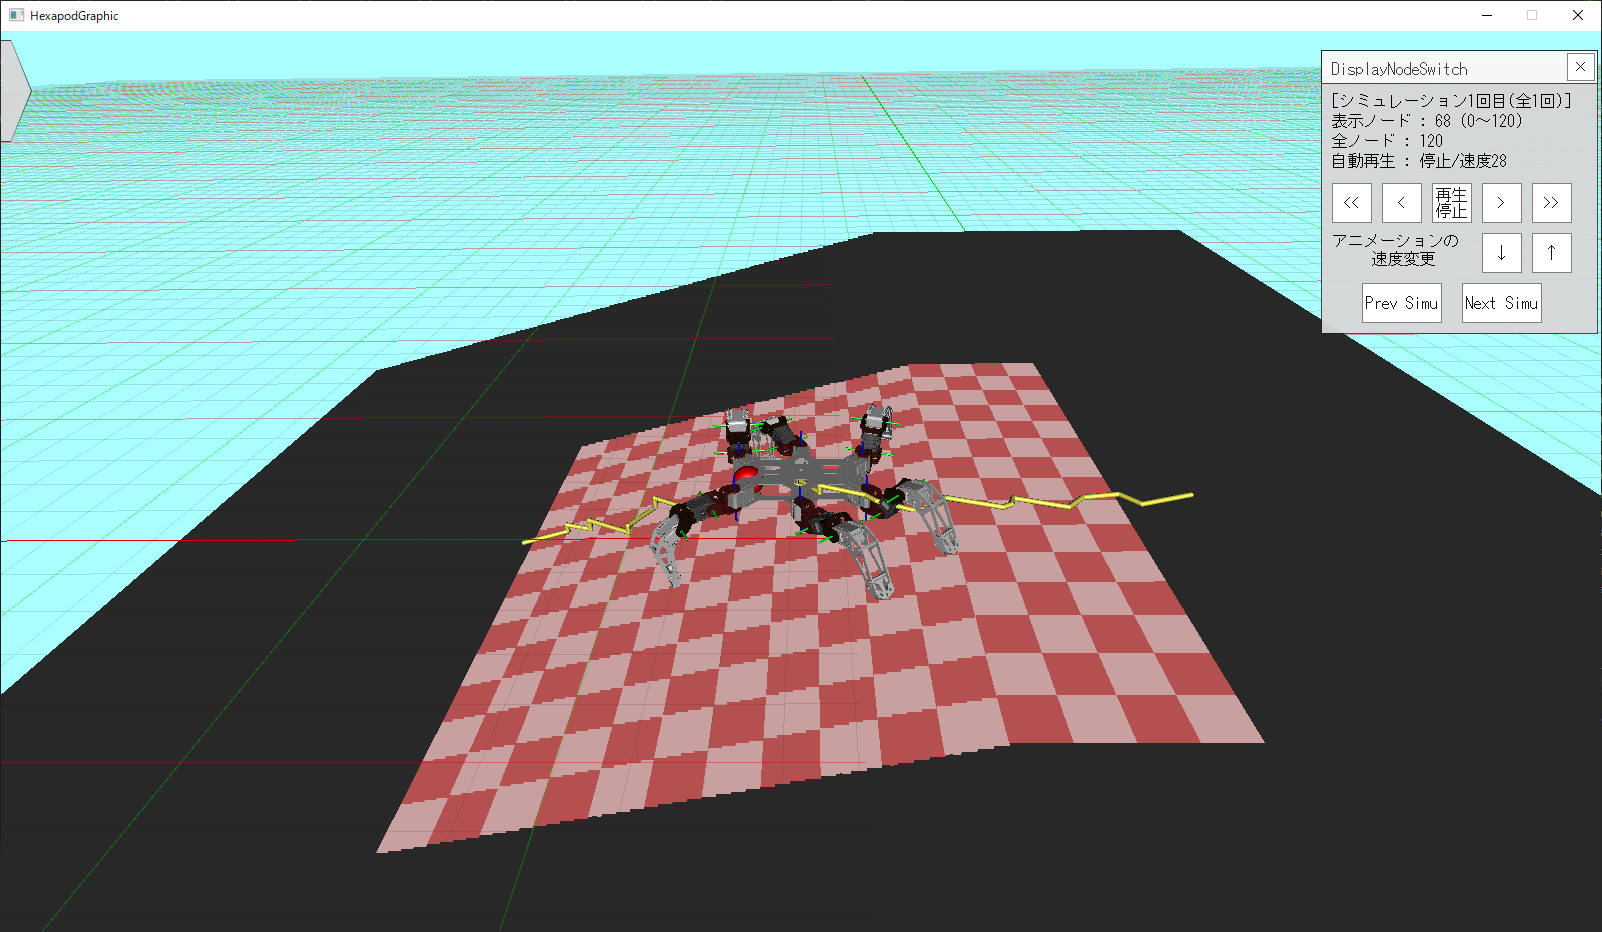 HexapodGraphic
DisplayNodeSwitch
[シミュレーション1回目(全1回)]
表示ノード : 68 (0～120)
全ノード : 120
自動再生 : 停止/速度28
<<
<
再生
停止
>
>>
アニメーションの
速度変更
↓
↑
Prev Simu
Next Simu